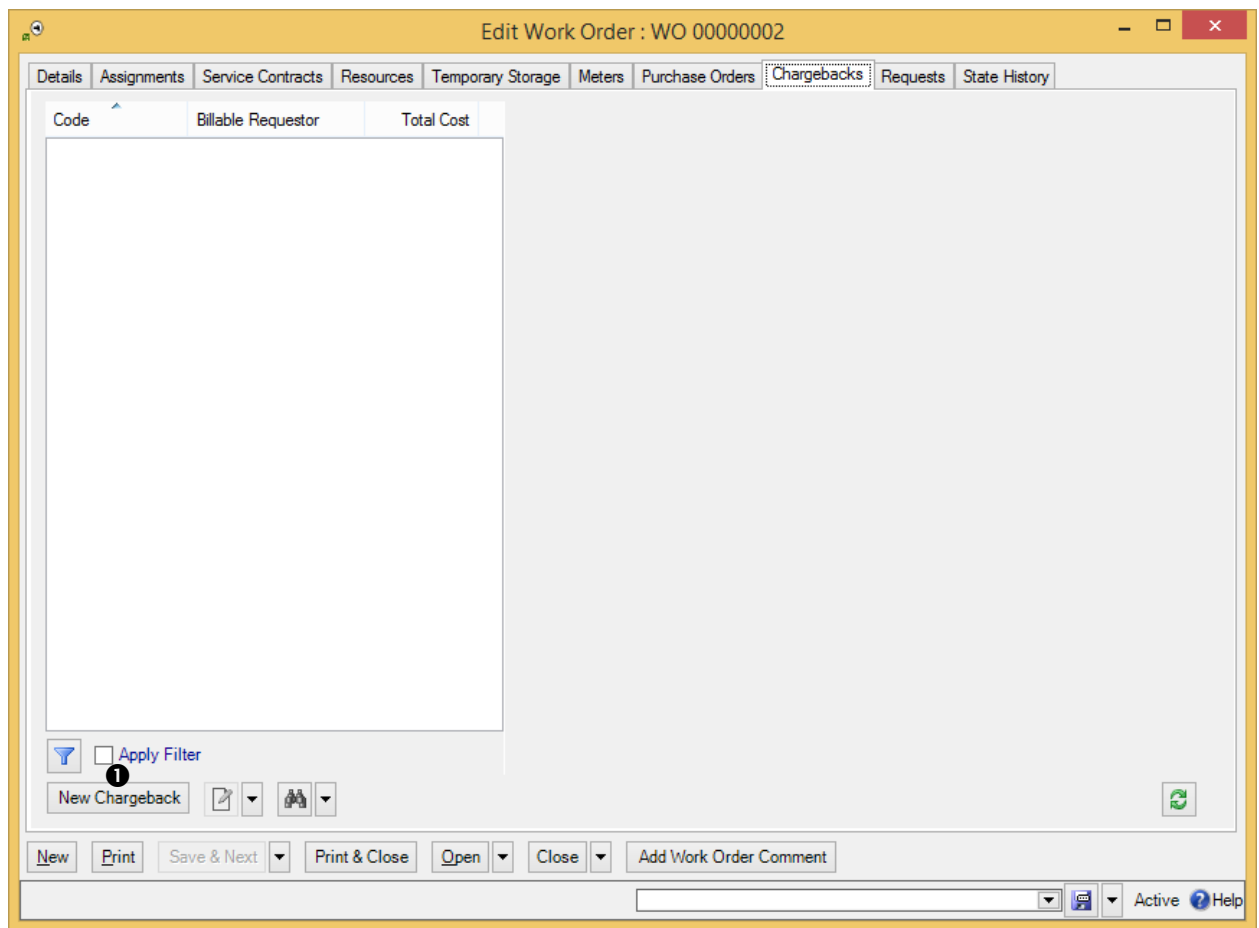 Edit Work Order : WO 00000002
Details Assignments Service Contracts Resources Temporary Storage Meters Purchase Orders Chargebacks Requests State History
Code Billable Requestor Total Cost
Apply Filter
❶
New Chargeback
New Print Save & Next Print & Close Open Close Add Work Order Comment
Active Help